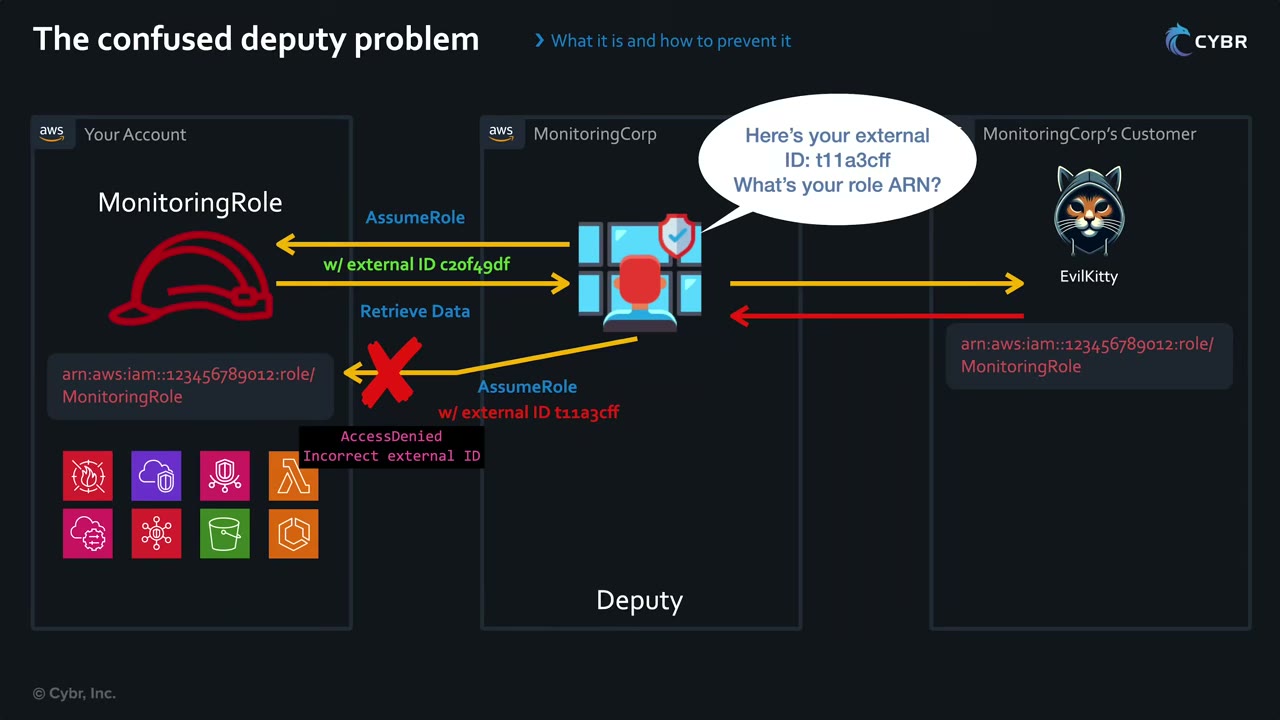 The confused deputy problem
❯ What it is and how to prevent it
CYBR
aws
Your Account
MonitoringRole
arn:aws:iam::123456789012:role/
MonitoringRole
AssumeRole
w/ external ID c20f49df
Retrieve Data
AssumeRole
w/ external ID t11a3cff
AccessDenied
Incorrect external ID
aws
MonitoringCorp
Here's your external
ID: t11a3cff
What's your role ARN?
Deputy
MonitoringCorp's Customer
EvilKitty
arn:aws:iam::123456789012:role/
MonitoringRole
© Cybr, Inc.